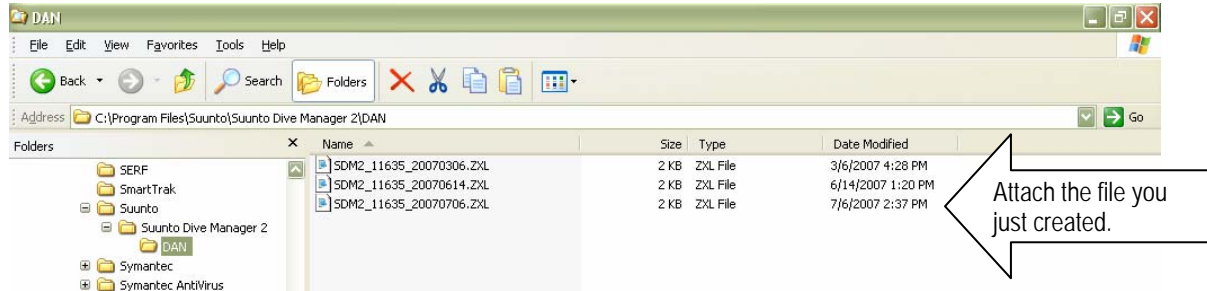 DAN
File Edit View Favorites Tools Help
Back Search Folders
Address C:\Program Files\Suunto\Suunto Dive Manager 2\DAN Go
Folders × Name Size Type Date Modified
SERF SDM2_11635_20070306.ZXL 2 KB ZXL File 3/6/2007 4:28 PM
SmartTrak SDM2_11635_20070614.ZXL 2 KB ZXL File 6/14/2007 1:20 PM
Suunto SDM2_11635_20070706.ZXL 2 KB ZXL File 7/6/2007 2:37 PM
Suunto Dive Manager 2
DAN
Symantec
Symantec AntiVirus
Attach the file you
just created.